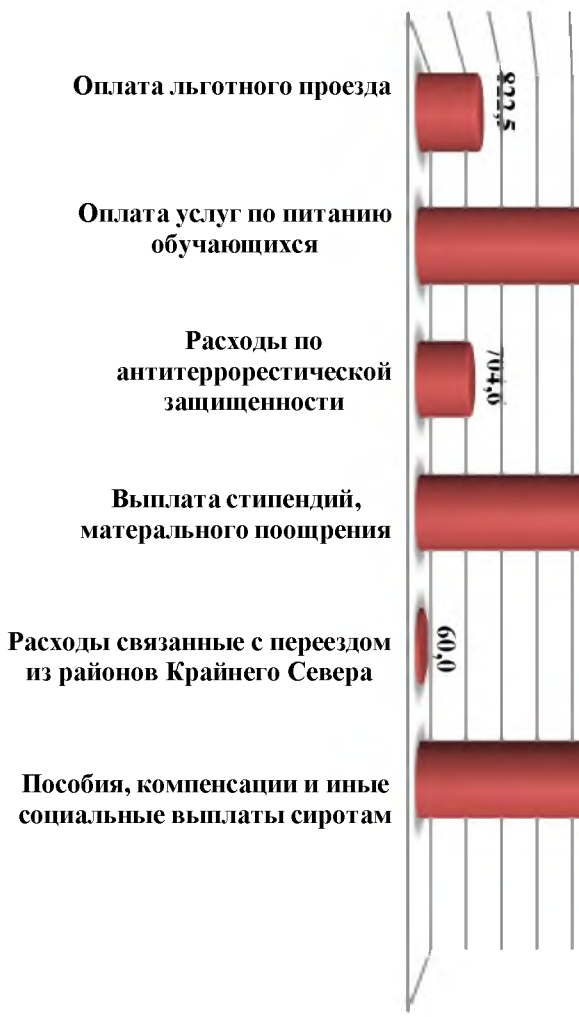 Оплата льготного проезда
822,5
Оплата услуг по питанию
обучающихся
Расходы по
антитеррорестической
защищенности
704,6
Выплата стипендий,
матерального поощрения
Расходы связанные с переездом
из районов Крайнего Севера
60,0
Пособия, компенсации и иные
социальные выплаты сиротам